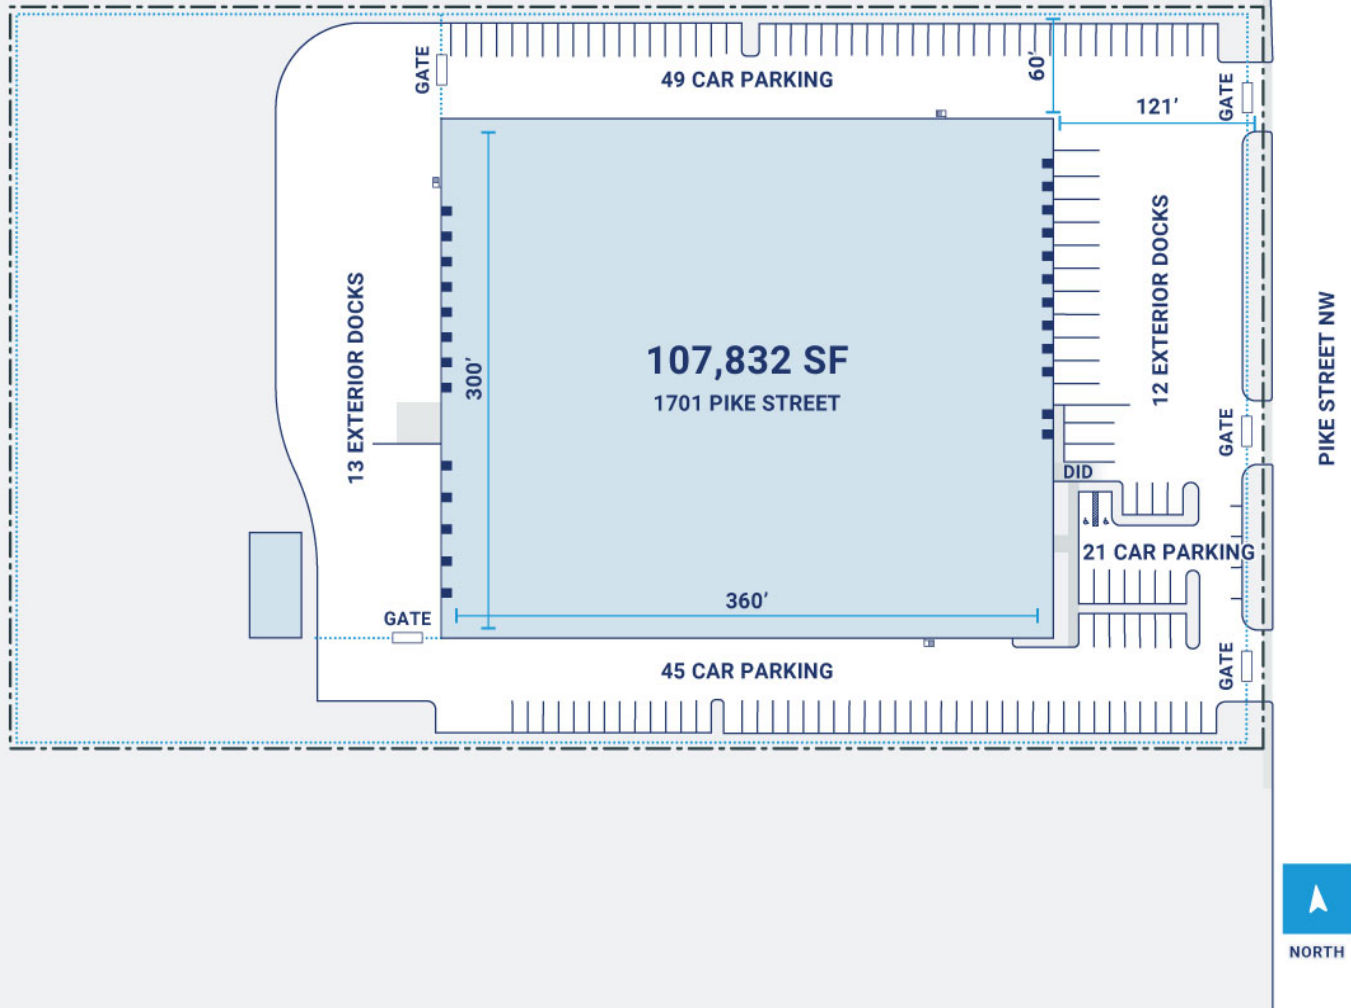 GATE
49 CAR PARKING
60′
121′
GATE
13 EXTERIOR DOCKS
300′
107,832 SF
1701 PIKE STREET
12 EXTERIOR DOCKS
PIKE STREET NW
GATE
DID
21 CAR PARKING
360′
GATE
45 CAR PARKING
GATE
NORTH